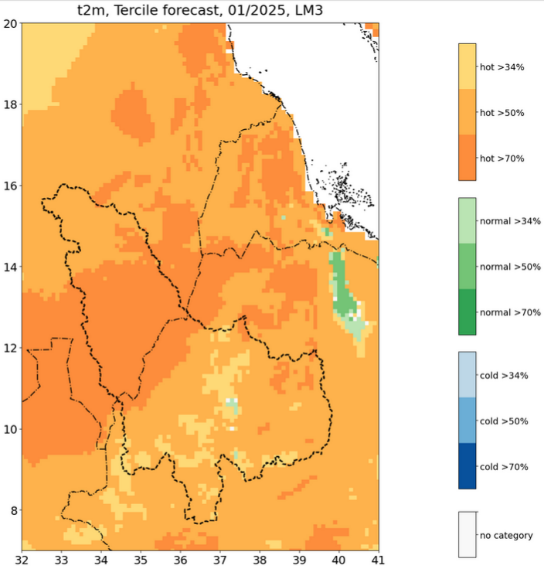 t2m, Tercile forecast, 01/2025, LM3
20
18
16
14
12
10
8
32 33 34 35 36 37 38 39 40 41
hot >34%
hot >50%
hot >70%
normal >34%
normal >50%
normal >70%
cold >34%
cold >50%
cold >70%
no category